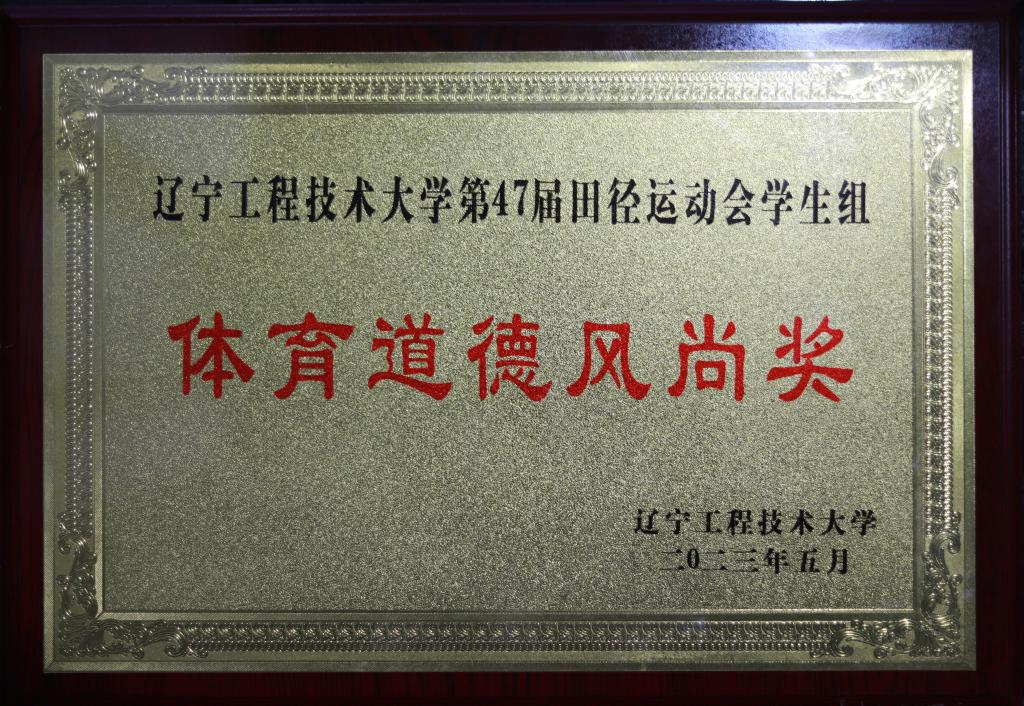 辽宁工程技术大学第47届田径运动会学生组
体育道德风尚奖
辽宁工程技术大学
二0二三年五月